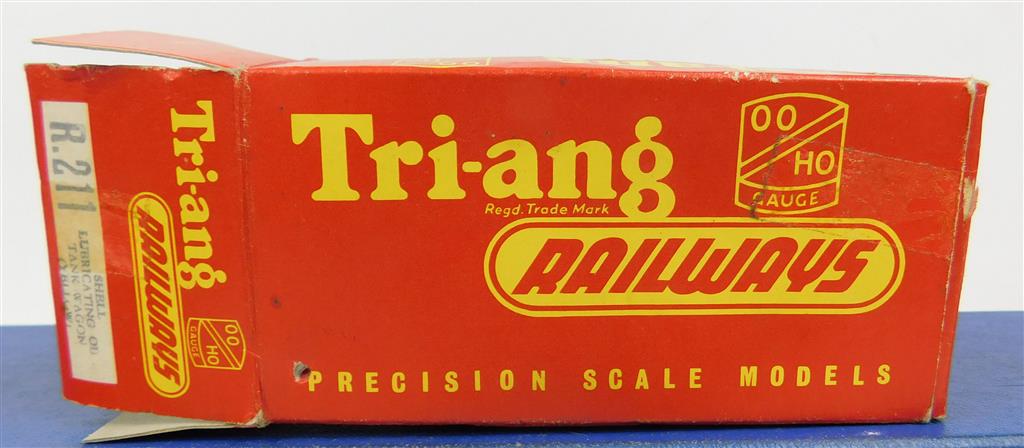 R.211
SHELL
LUBRICATING OIL
TANK WAGON
Tri-ang
RAILWAYS
OO
HO
GAUGE
Tri-ang
Regd. Trade Mark
RAILWAYS
OO
HO
GAUGE
PRECISION SCALE MODELS